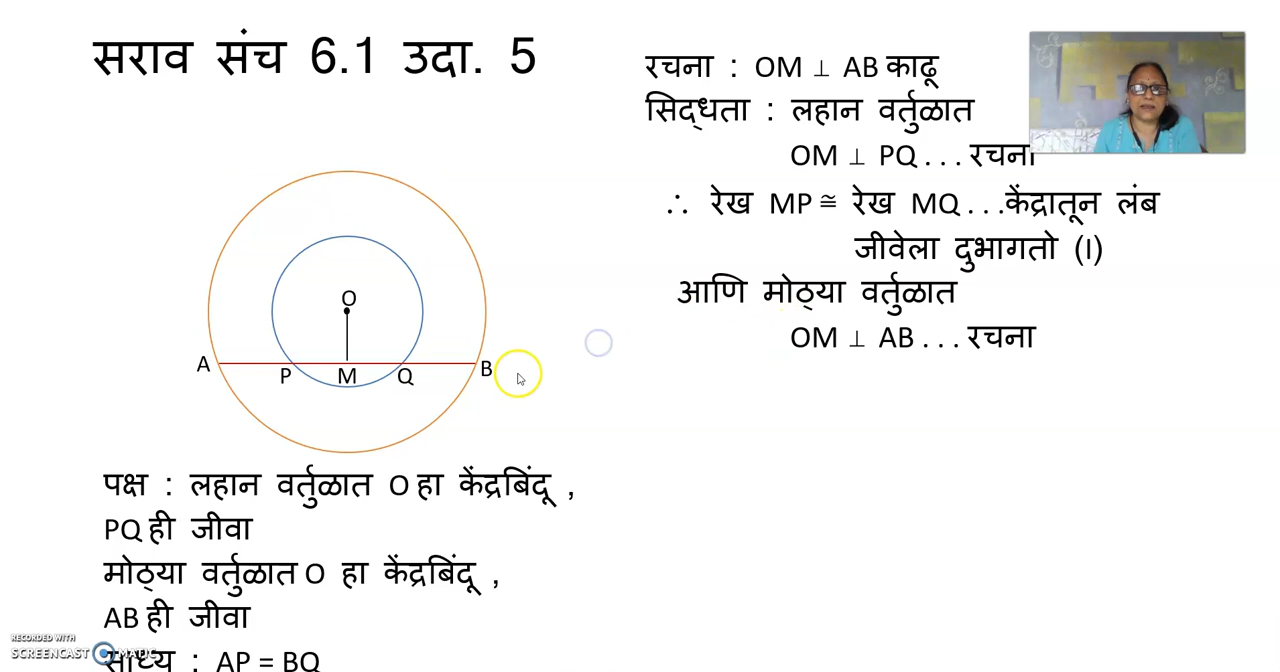 सराव संच 6.1 उदा. 5
रचना : OM ⊥ AB काढू
सिद्धता : लहान वर्तुळात
OM ⊥ PQ . . . रचना
∴ रेख MP ≅ रेख MQ . . .केंद्रातून लंब
जीवेला दुभागतो (I)
आणि मोठ्या वर्तुळात
OM ⊥ AB . . . रचना
O
A
P
M
Q
B
पक्ष : लहान वर्तुळात O हा केंद्रबिंदू ,
PQ ही जीवा
मोठ्या वर्तुळात O हा केंद्रबिंदू ,
AB ही जीवा
साध्य : AP = BQ
RECORDED WITH
SCREENCAST MATIC